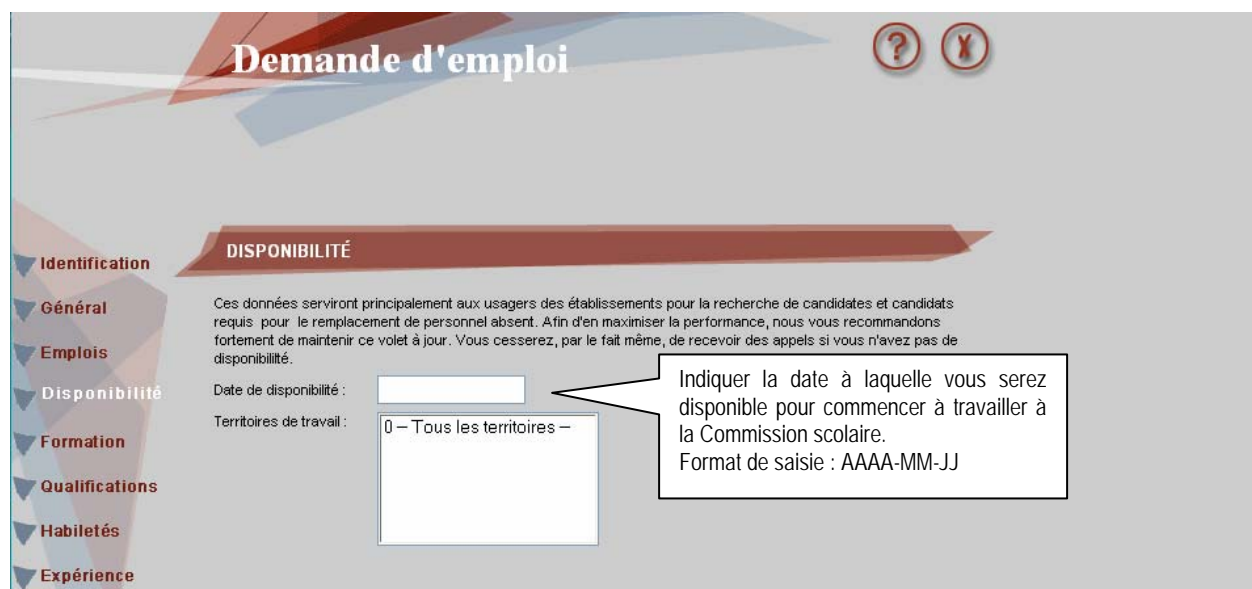 Demande d'emploi
?
X
DISPONIBILITÉ
Identification
Général
Emplois
Disponibilité
Formation
Qualifications
Habiletés
Expérience
Ces données serviront principalement aux usagers des établissements pour la recherche de candidates et candidats
requis pour le remplacement de personnel absent. Afin d'en maximiser la performance, nous vous recommandons
fortement de maintenir ce volet à jour. Vous cesserez, par le fait même, de recevoir des appels si vous n'avez pas de
disponibilité.
Date de disponibilité :
Territoires de travail :
0 – Tous les territoires –
Indiquer la date à laquelle vous serez
disponible pour commencer à travailler à
la Commission scolaire.
Format de saisie : AAAA-MM-JJ